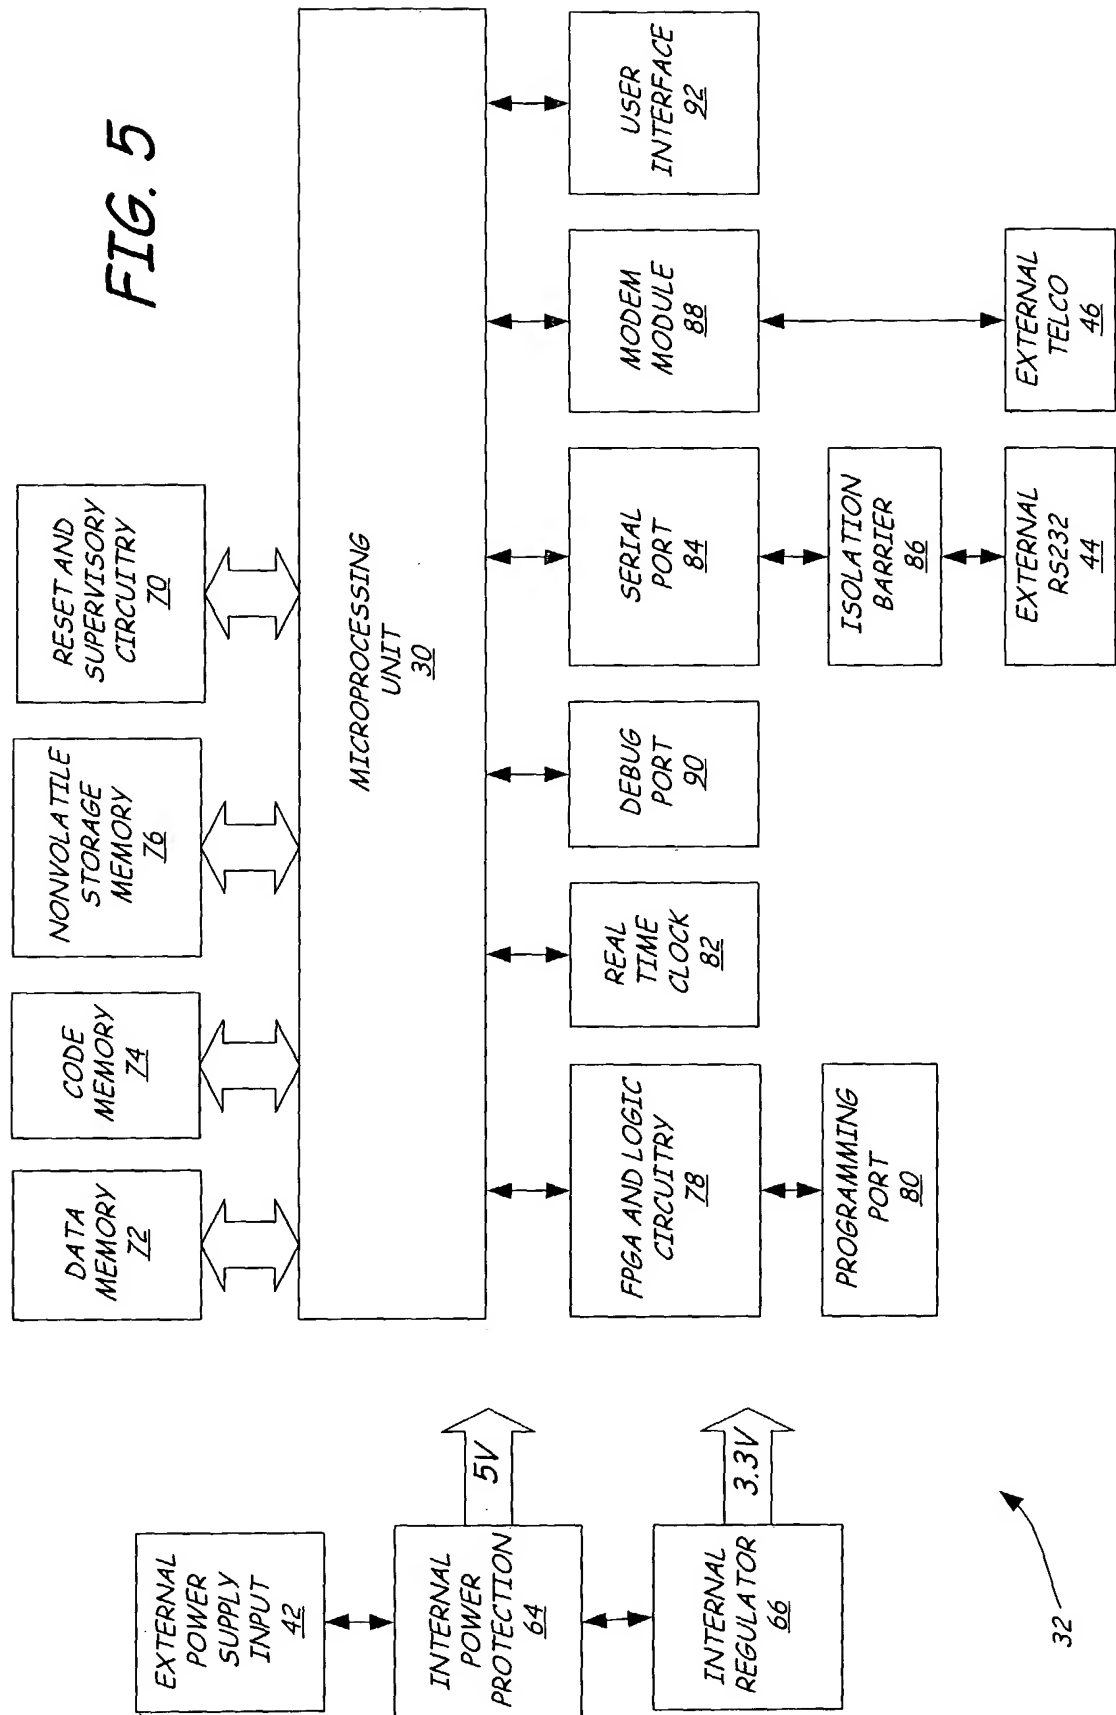 FIG. 5
EXTERNAL
POWER
SUPPLY
INPUT
42
INTERNAL
POWER
PROTECTION
64
INTERNAL
REGULATOR
66
5V
3.3V
32
DATA
MEMORY
72
CODE
MEMORY
74
NONVOLATILE
STORAGE
MEMORY
76
RESET AND
SUPERVISORY
CIRCUITRY
70
MICROPROCESSING
UNIT
30
FPGA AND LOGIC
CIRCUITRY
78
REAL
TIME
CLOCK
82
DEBUG
PORT
90
SERIAL
PORT
84
MODEM
MODULE
88
USER
INTERFACE
92
PROGRAMMING
PORT
80
ISOLATION
BARRIER
86
EXTERNAL
RS232
44
EXTERNAL
TELCO
46